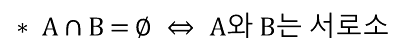 * A ∩ B = ∅ ⇔ A와 B는 서로소